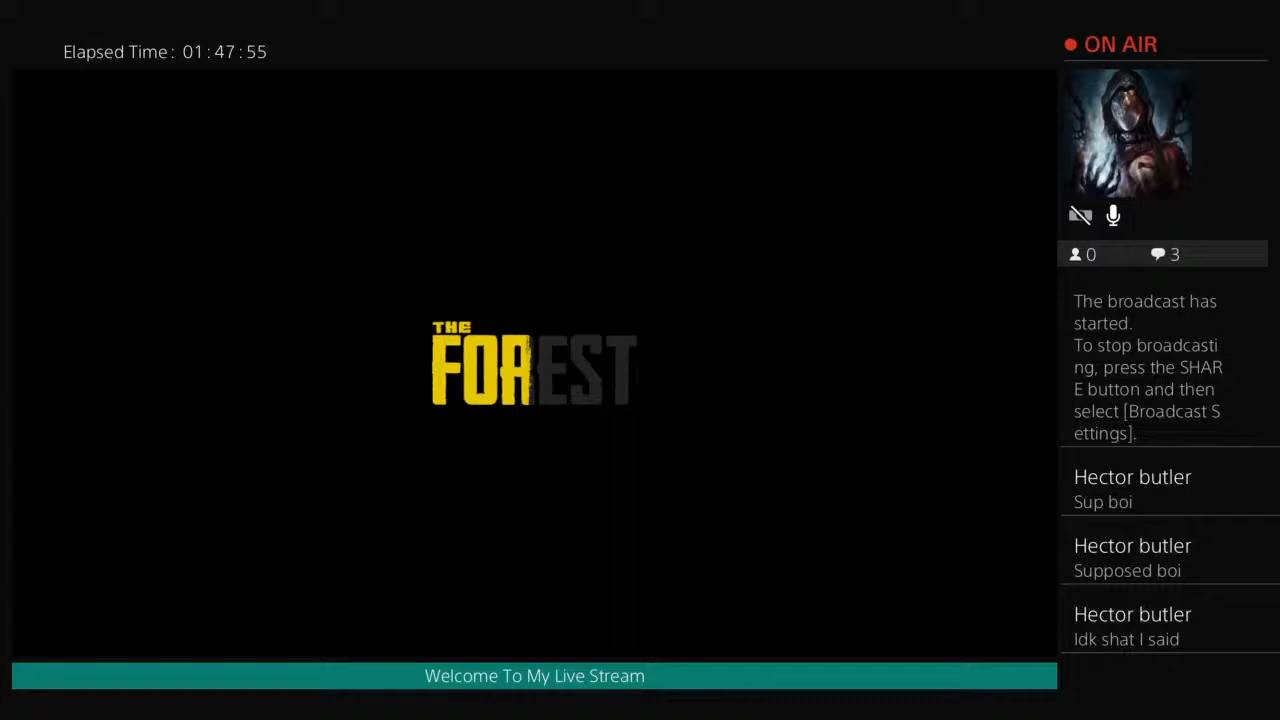 Elapsed Time: 01:47:55
ON AIR
THE
FOREST
0 3
The broadcast has
started.
To stop broadcasti
ng, press the SHAR
E button and then
select [Broadcast S
ettings].
Hector butler
Sup boi
Hector butler
Supposed boi
Hector butler
Idk shat I said
Welcome To My Live Stream